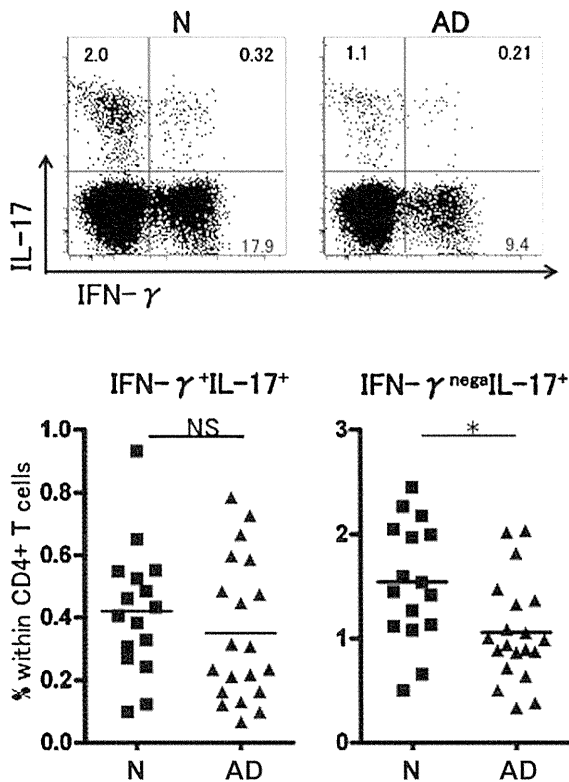 N AD
2.0 0.32 1.1 0.21
IL-17
17.9 9.4
IFN-γ
IFN-γ⁺IL-17⁺ IFN-γⁿᵉᵍᵃIL-17⁺
% within CD4+ T cells
1.0 NS 3 *
0.8
0.6 2
0.4
1
0.2
0.0 0
N AD N AD